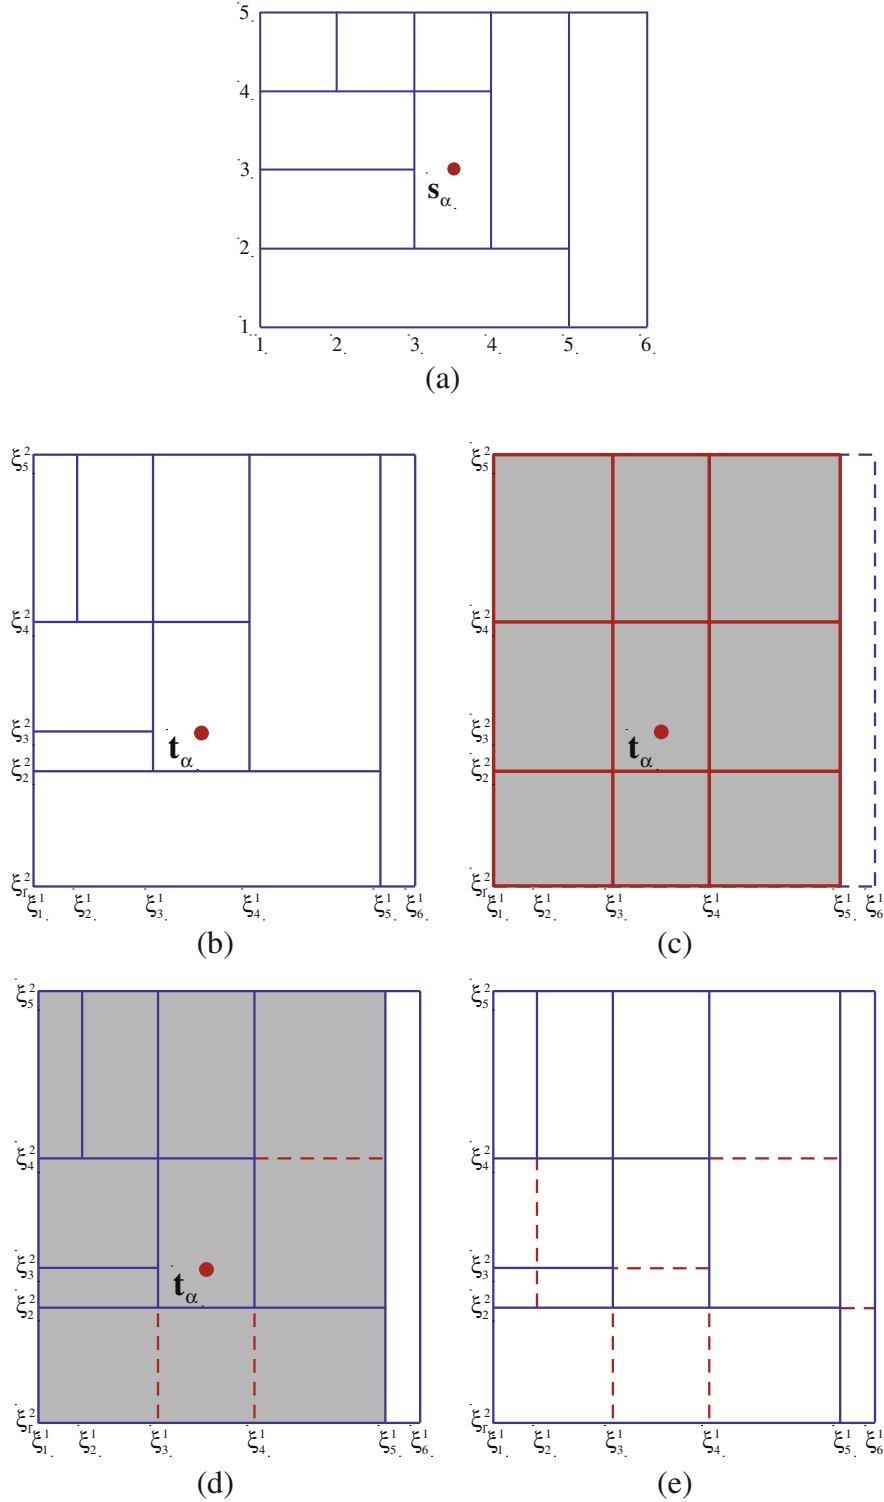 5
4
3
s_α
2
1
1 2 3 4 5 6
(a)
ξ²₅ ξ²₅
ξ²₄ ξ²₄
ξ²₃ t_α ξ²₃ t_α
ξ²₂ ξ²₂
ξ²₁ ξ²₁
ξ¹₁ ξ¹₂ ξ¹₃ ξ¹₄ ξ¹₅ ξ¹₆ ξ¹₁ ξ¹₂ ξ¹₃ ξ¹₄ ξ¹₅ ξ¹₆
(b) (c)
ξ²₅ ξ²₅
ξ²₄ ξ²₄
ξ²₃ t_α ξ²₃
ξ²₂ ξ²₂
ξ²₁ ξ²₁
ξ¹₁ ξ¹₂ ξ¹₃ ξ¹₄ ξ¹₅ ξ¹₆ ξ¹₁ ξ¹₂ ξ¹₃ ξ¹₄ ξ¹₅ ξ¹₆
(d) (e)